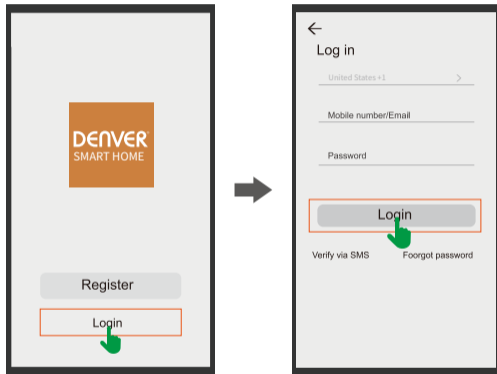 DENVER
SMART HOME
Register
Login
Log in
United States +1
Mobile number/Email
Password
Login
Verify via SMS
Foorgot password